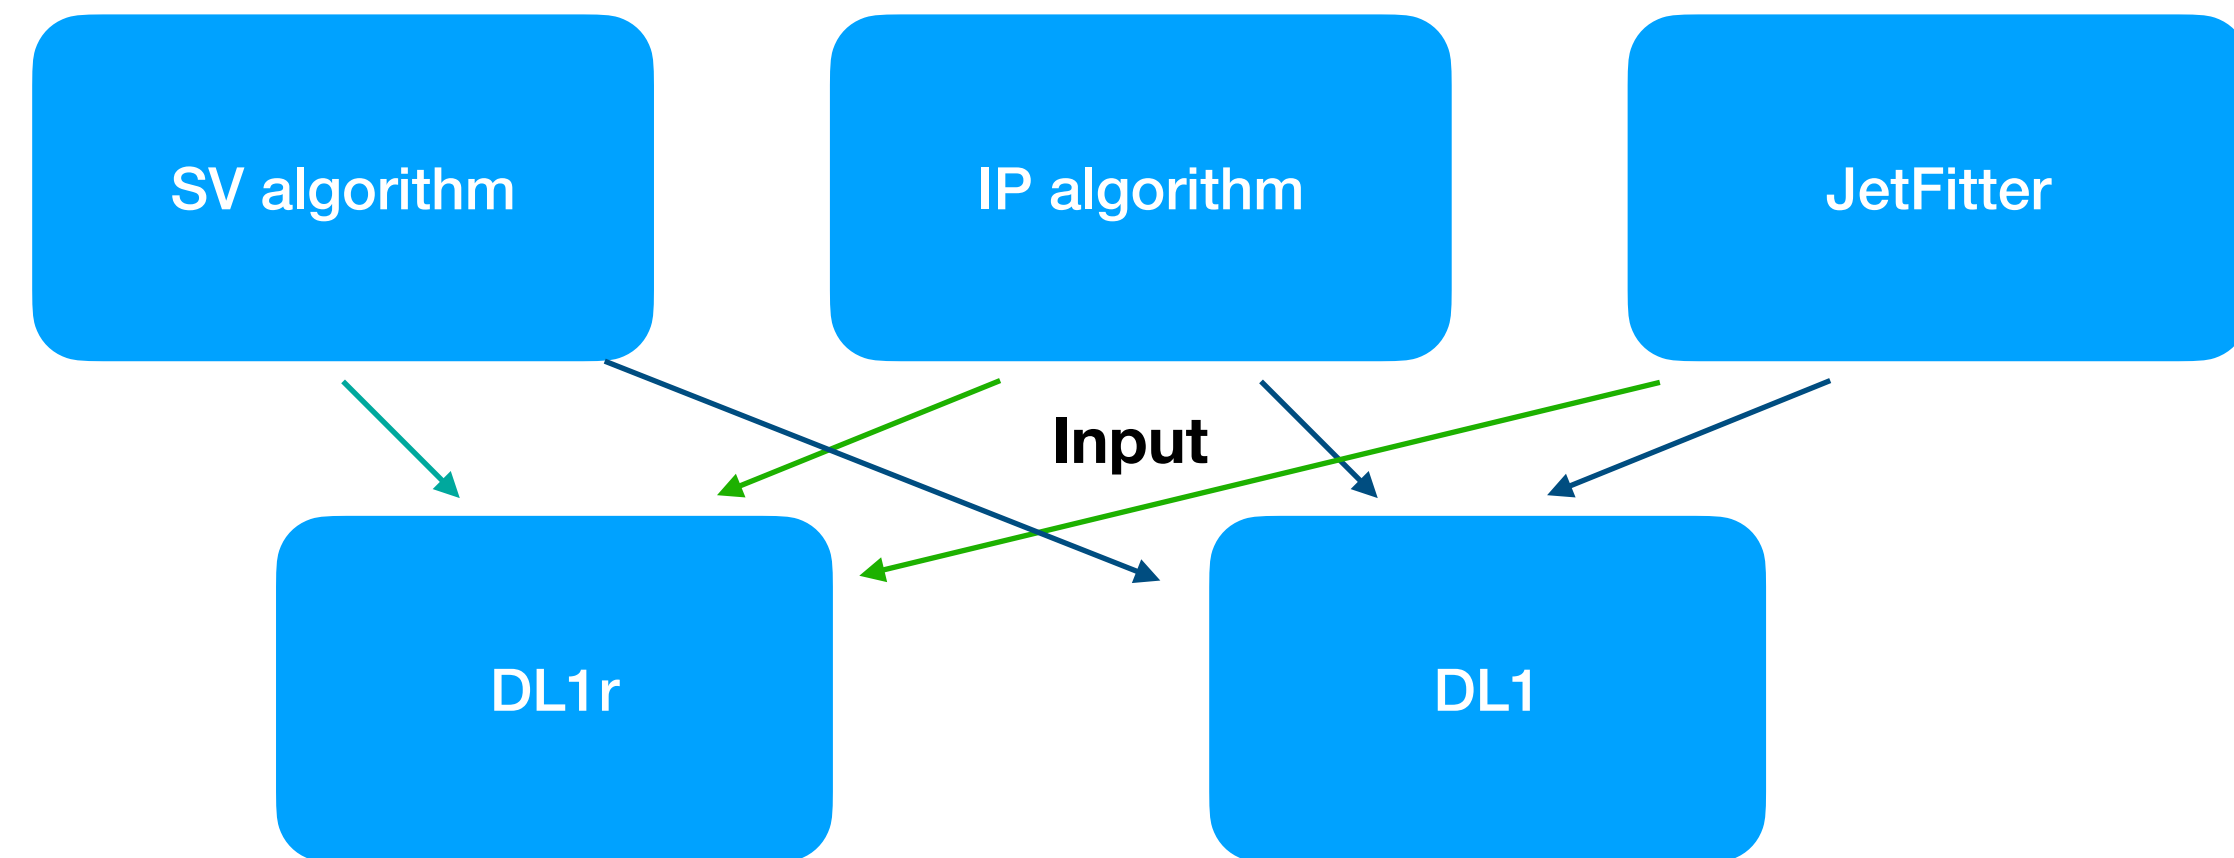 SV algorithm
IP algorithm
JetFitter
Input
DL1r
DL1